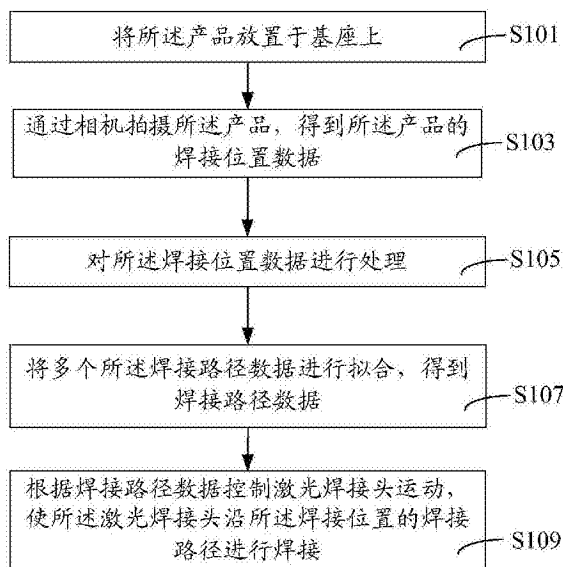 将所述产品放置于基座上
S101
通过相机拍摄所述产品，得到所述产品的
焊接位置数据
S103
对所述焊接位置数据进行处理
S105
将多个所述焊接路径数据进行拟合，得到
焊接路径数据
S107
根据焊接路径数据控制激光焊接头运动，
使所述激光焊接头沿所述焊接位置的焊接
路径进行焊接
S109